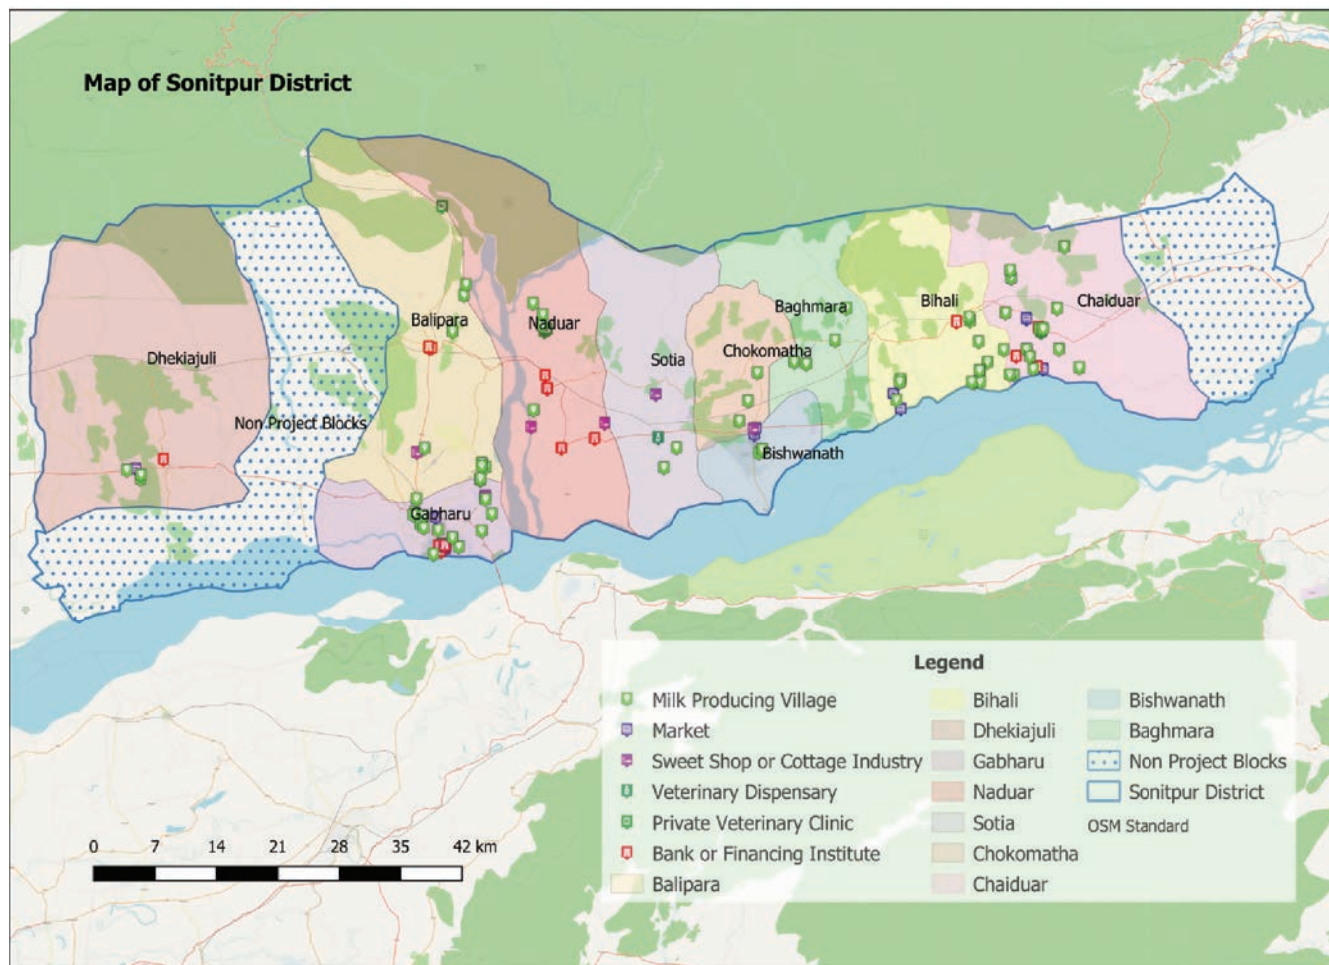 Map of Sonitpur District
Dhekiajuli
Non Project Blocks
Balipara
Gabharu
Naduar
Sotia
Chokomatha
Baghmara
Bishwanath
Bihali
Chaiduar
0 7 14 21 28 35 42 km
Legend
Milk Producing Village
Market
Sweet Shop or Cottage Industry
Veterinary Dispensary
Private Veterinary Clinic
Bank or Financing Institute
Balipara
Bihali
Dhekiajuli
Gabharu
Naduar
Sotia
Chokomatha
Chaiduar
Bishwanath
Baghmara
Non Project Blocks
Sonitpur District
OSM Standard